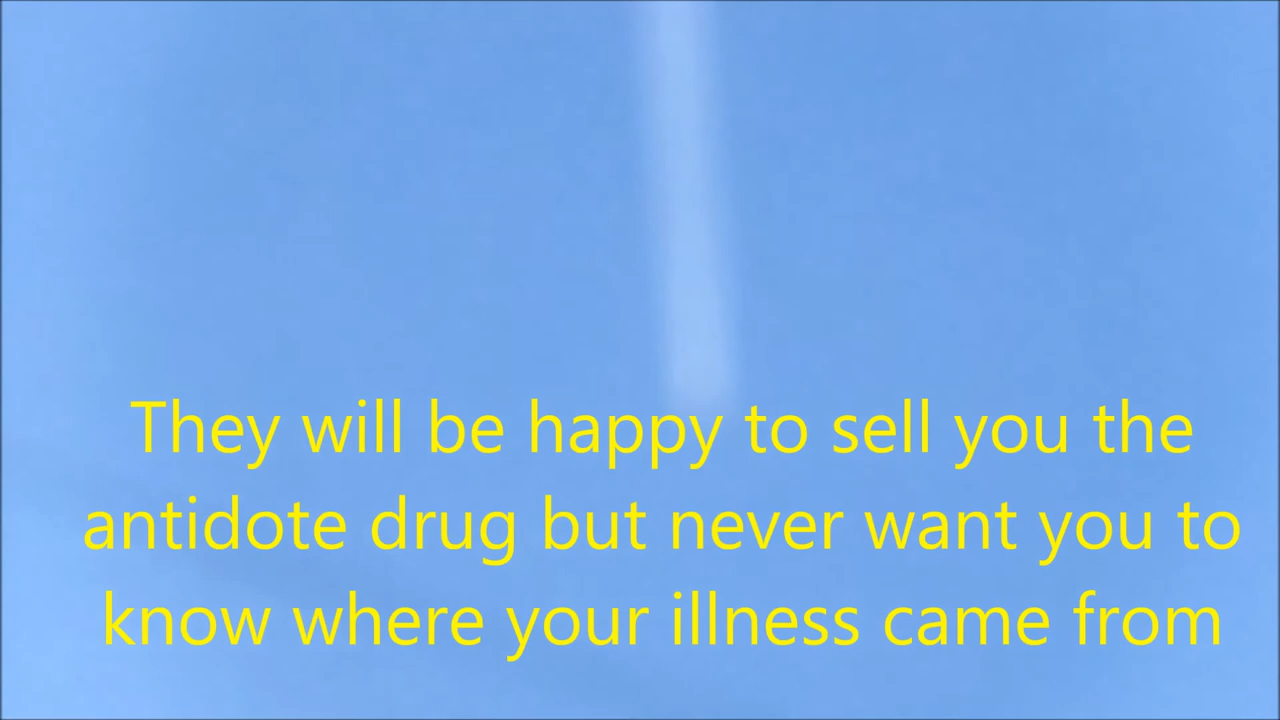 They will be happy to sell you the
antidote drug but never want you to
know where your illness came from